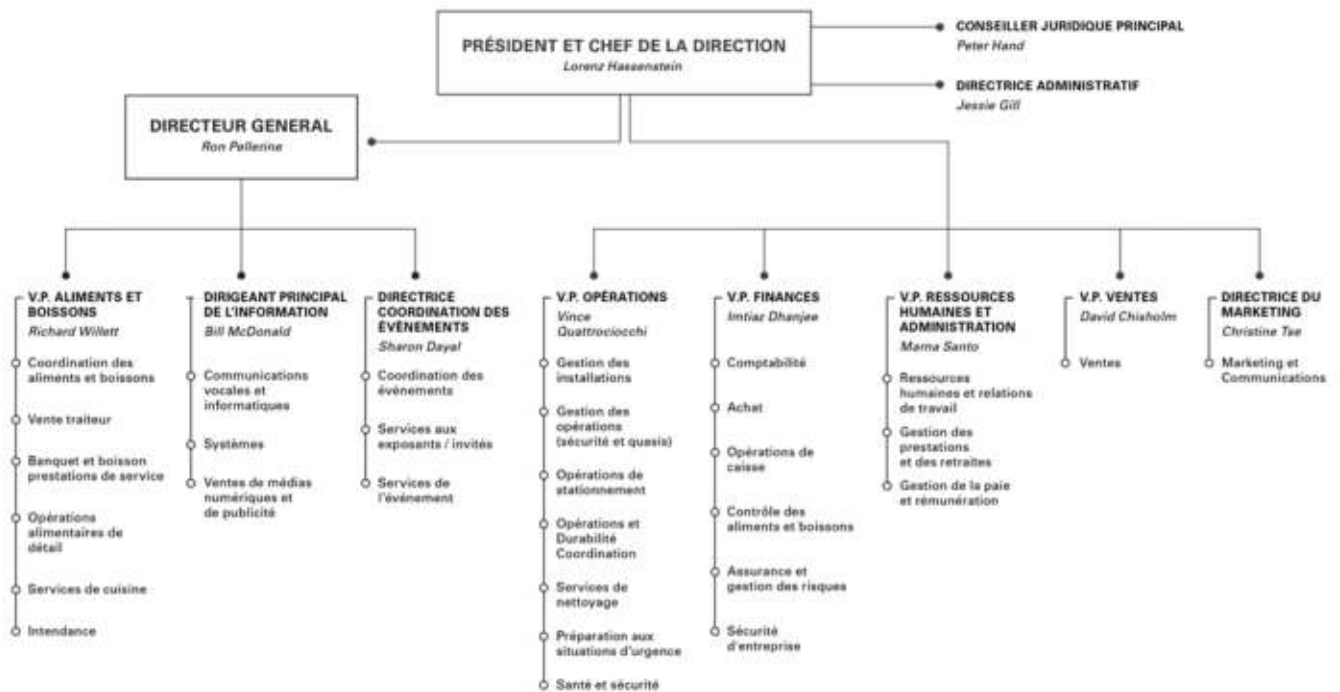 PRÉSIDENT ET CHEF DE LA DIRECTION
Lorenz Hassenstein
CONSEILLER JURIDIQUE PRINCIPAL
Peter Hand
DIRECTRICE ADMINISTRATIF
Jessie Gill
DIRECTEUR GENERAL
Ron Pellerine
V.P. ALIMENTS ET
BOISSONS
Richard Willett
Coordination des
aliments et boissons
Vente traiteur
Banquet et boisson
prestations de service
Opérations
alimentaires de
détail
Services de cuisine
Intendance
DIRIGEANT PRINCIPAL
DE L'INFORMATION
Bill McDonald
Communications
vocales et
informatiques
Systèmes
Ventes de médias
numériques et
de publicité
DIRECTRICE
COORDINATION DES
ÉVÈNEMENTS
Sharon Dayal
Coordination des
évènements
Services aux
exposants / invités
Services de
l'événement
V.P. OPÉRATIONS
Vince
Quattrociocchi
Gestion des
installations
Gestion des
opérations
(sécurité et quasis)
Opérations de
stationnement
Opérations et
Durabilité
Coordination
Services de
nettoyage
Préparation aux
situations d'urgence
Santé et sécurité
V.P. FINANCES
Imtiaz Dhanjee
Comptabilité
Achat
Opérations de
caisse
Contrôle des
aliments et boissons
Assurance et
gestion des risques
Sécurité
d'entreprise
V.P. RESSOURCES
HUMAINES ET
ADMINISTRATION
Marna Santo
Ressources
humaines et relations
de travail
Gestion des
prestations
et des retraites
Gestion de la paie
et rémunération
V.P. VENTES
David Chisholm
Ventes
DIRECTRICE DU
MARKETING
Christine Tse
Marketing et
Communications